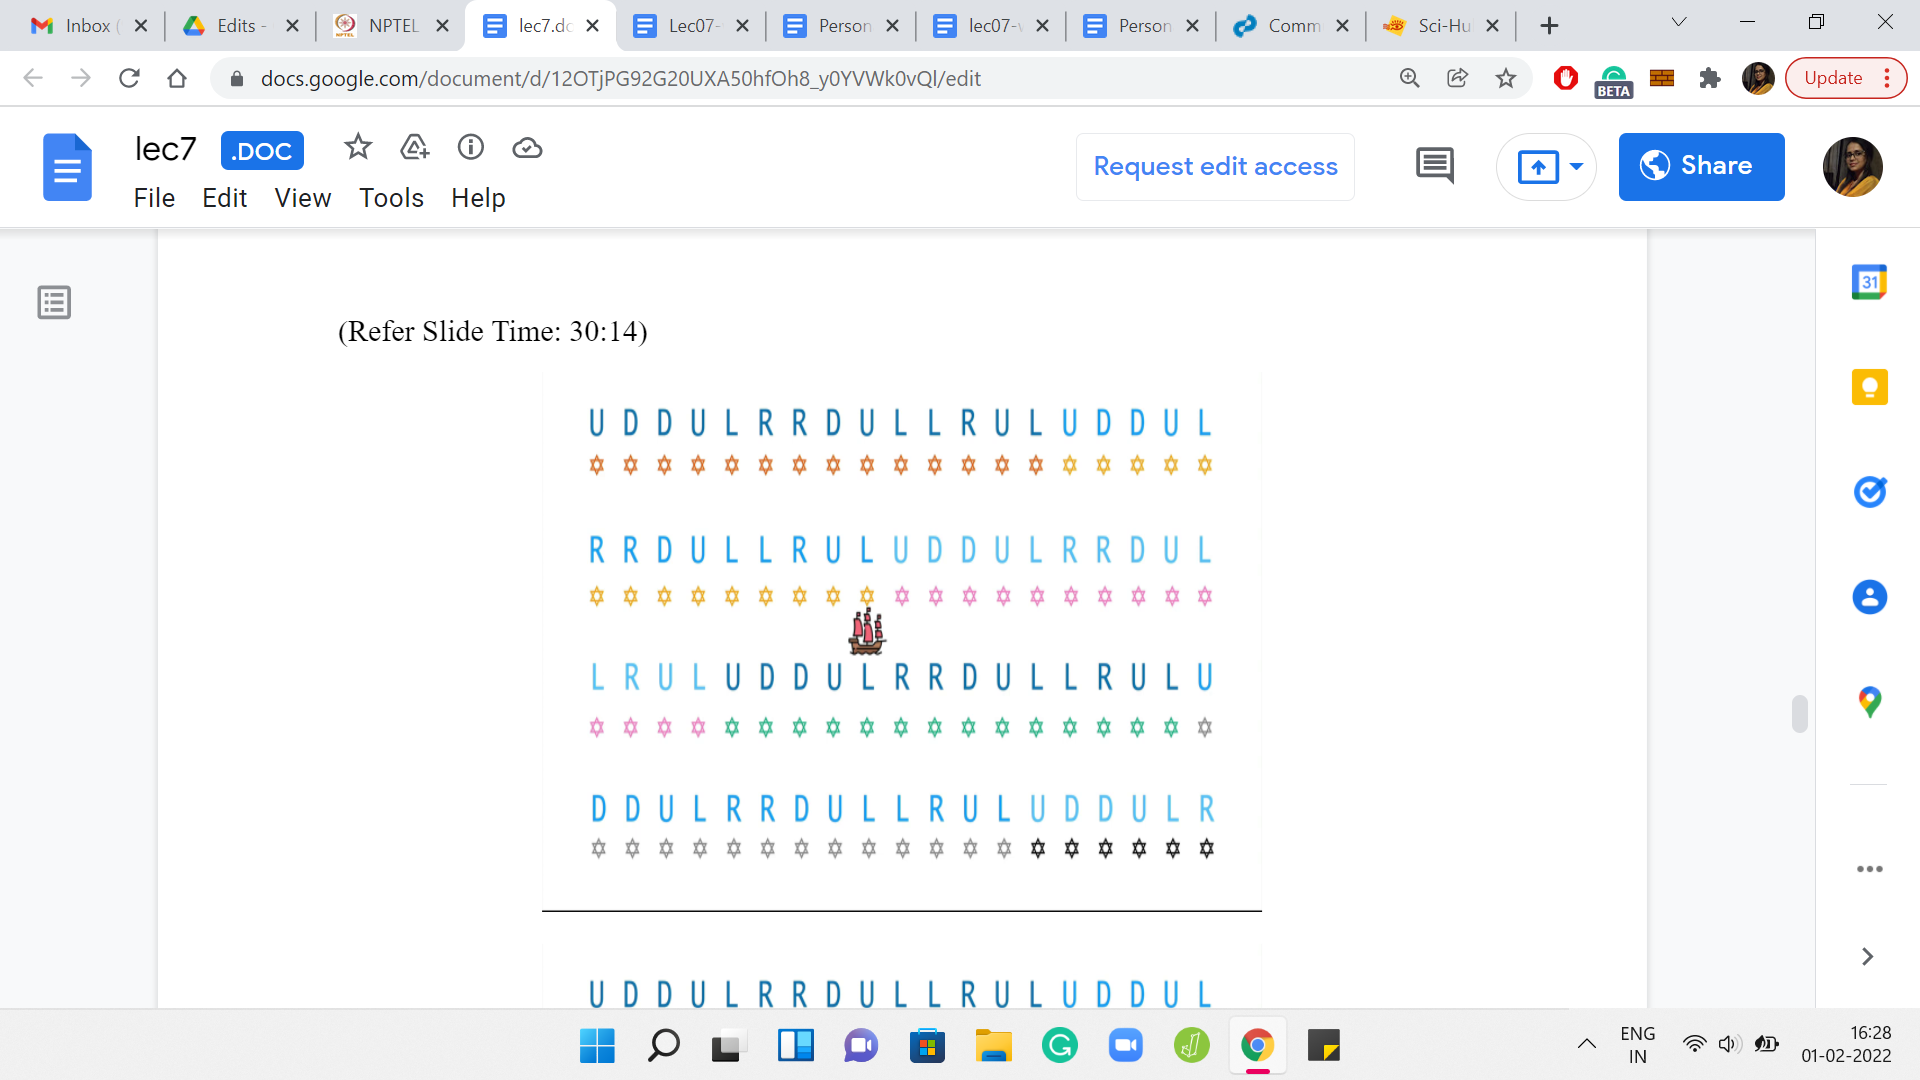 Inbox (
Edits -
NPTEL
lec7.dc
Lec07-
Person
lec07-v
Person
Comm
Sci-Hu
docs.google.com/document/d/12OTjPG92G20UXA50hfOh8_y0YVWk0vQl/edit
BETA
Update
lec7 .DOC
Request edit access
Share
File Edit View Tools Help
31
(Refer Slide Time: 30:14)
U D D U L R R D U L L R U L U D D U L
R R D U L L R U L U D D U L R R D U L
L R U L U D D U L R R D U L L R U L U
D D U L R R D U L L R U L U D D U L R
U D D U L R R D U L L R U L U D D U L
ENG
IN
16:28
01-02-2022